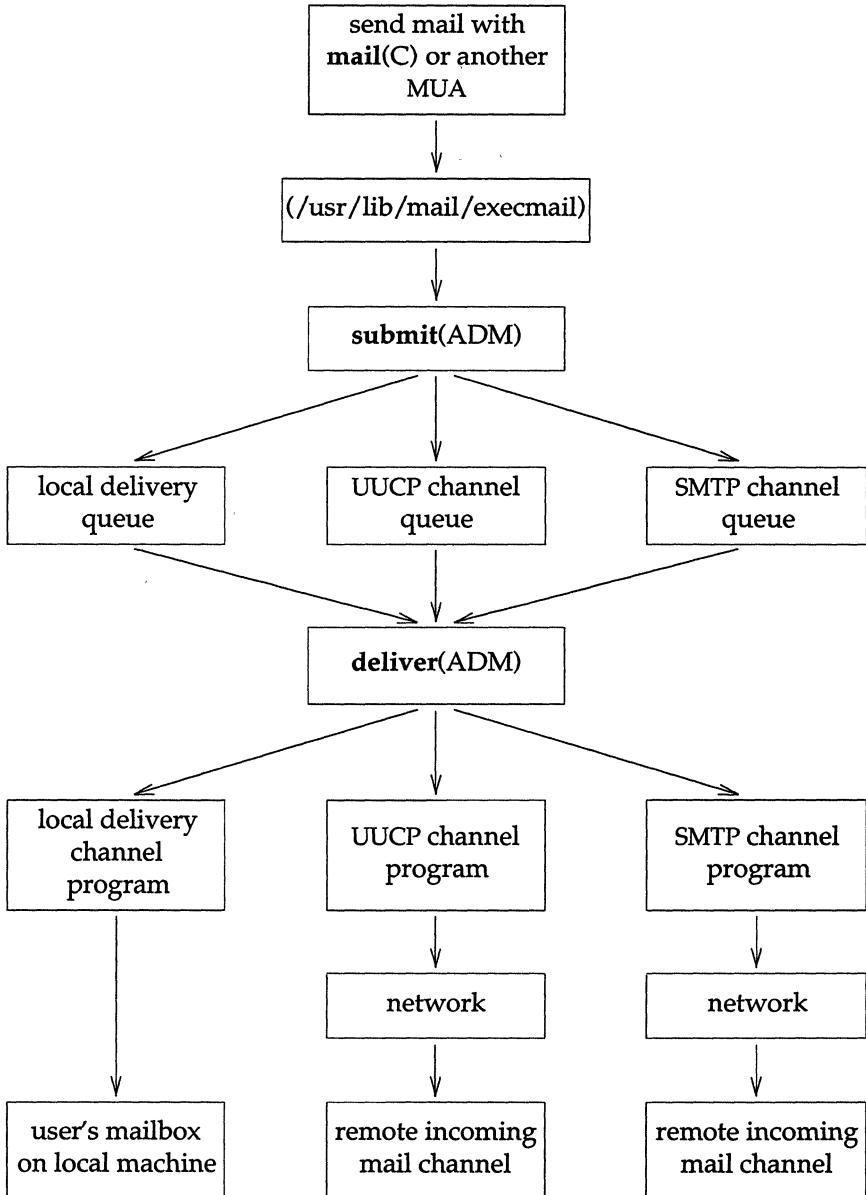 send mail with
mail(C) or another
MUA
(/usr/lib/mail/execmail)
submit(ADM)
local delivery
queue
UUCP channel
queue
SMTP channel
queue
deliver(ADM)
local delivery
channel
program
UUCP channel
program
SMTP channel
program
network
network
user's mailbox
on local machine
remote incoming
mail channel
remote incoming
mail channel